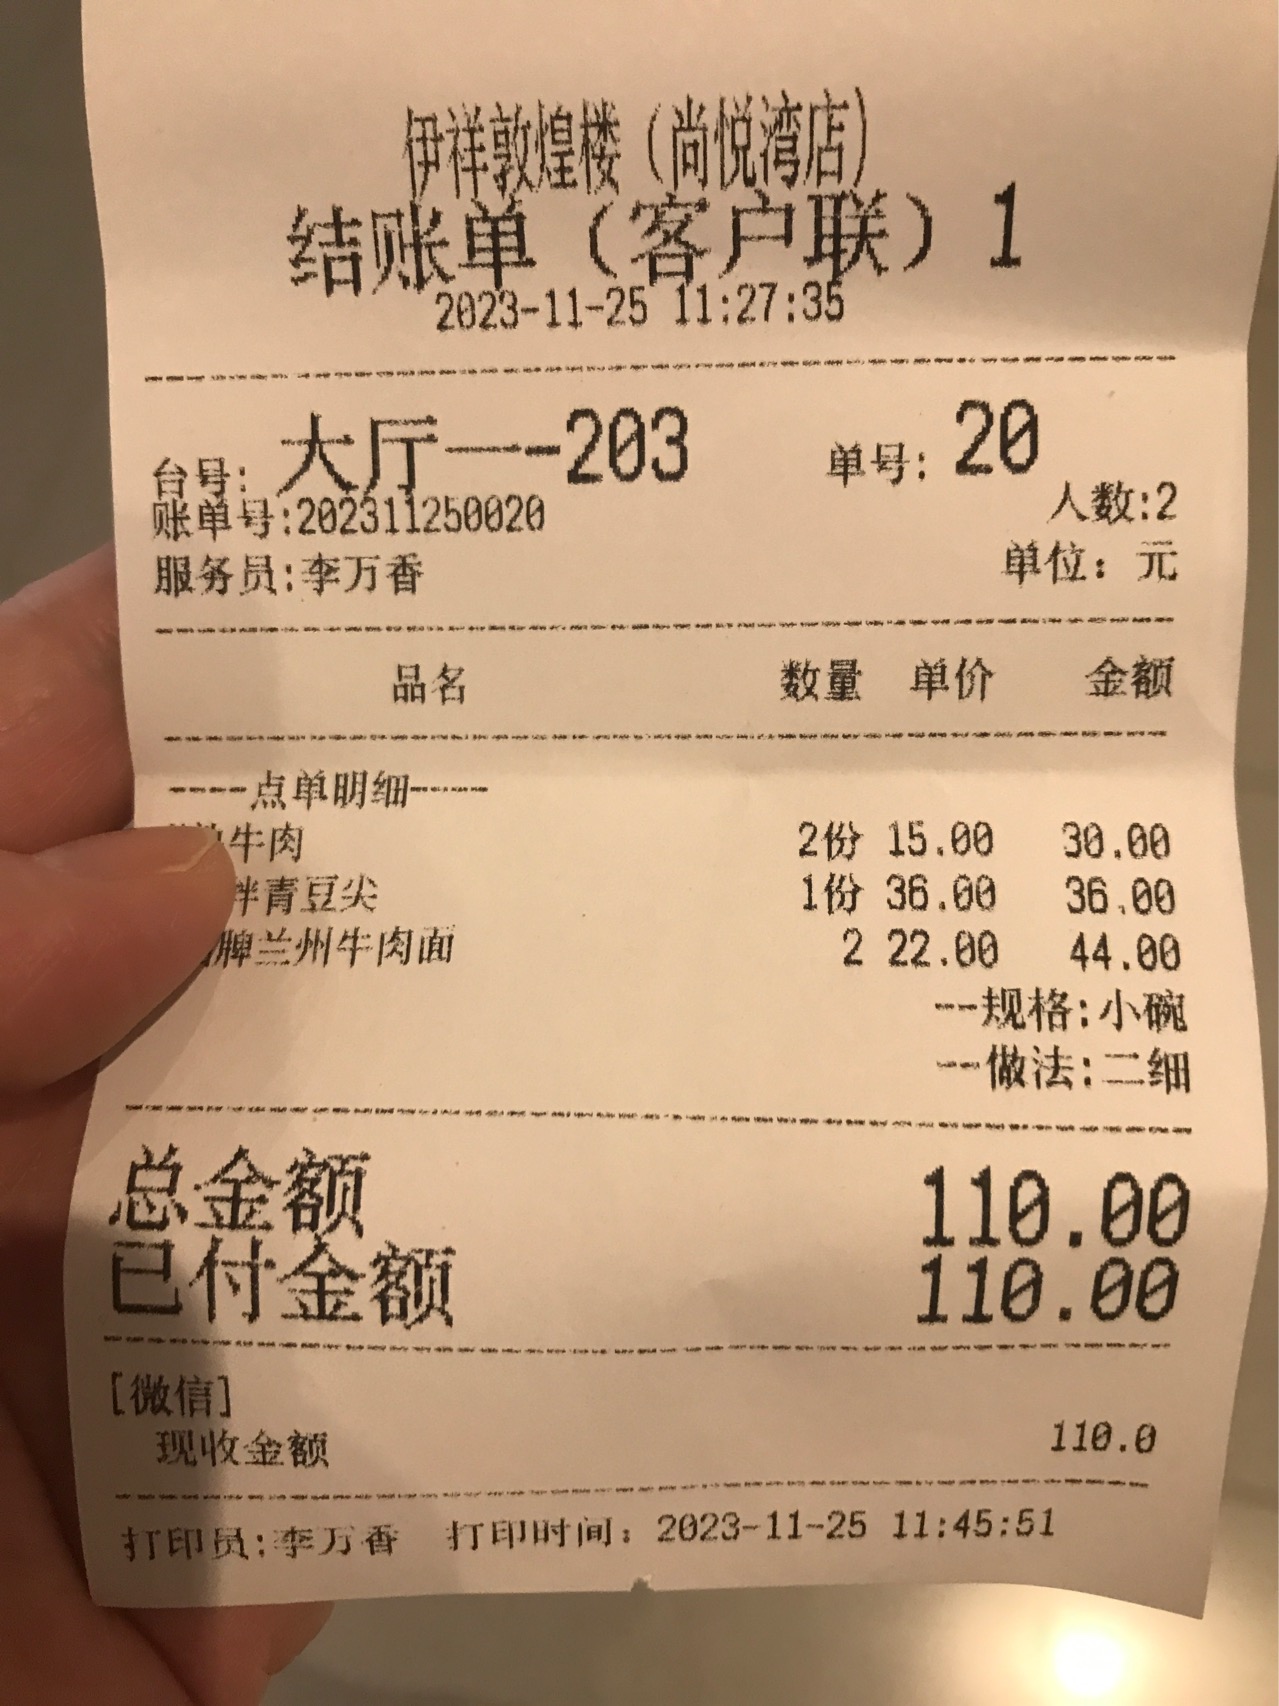 伊祥敦煌楼（尚悦湾店）
结账单（客户联）1
2023-11-25 11:27:35
台号: 大厅一-203 单号: 20
账单号:202311250020 人数:2
服务员:李万香 单位：元
品名 数量 单价 金额
----点单明细-----
牛肉 2份 15.00 30.00
拌青豆尖 1份 36.00 36.00
牌兰州牛肉面 2 22.00 44.00
--规格:小碗
--做法:二细
总金额 110.00
已付金额 110.00
[微信]
现收金额 110.0
打印员:李万香 打印时间: 2023-11-25 11:45:51